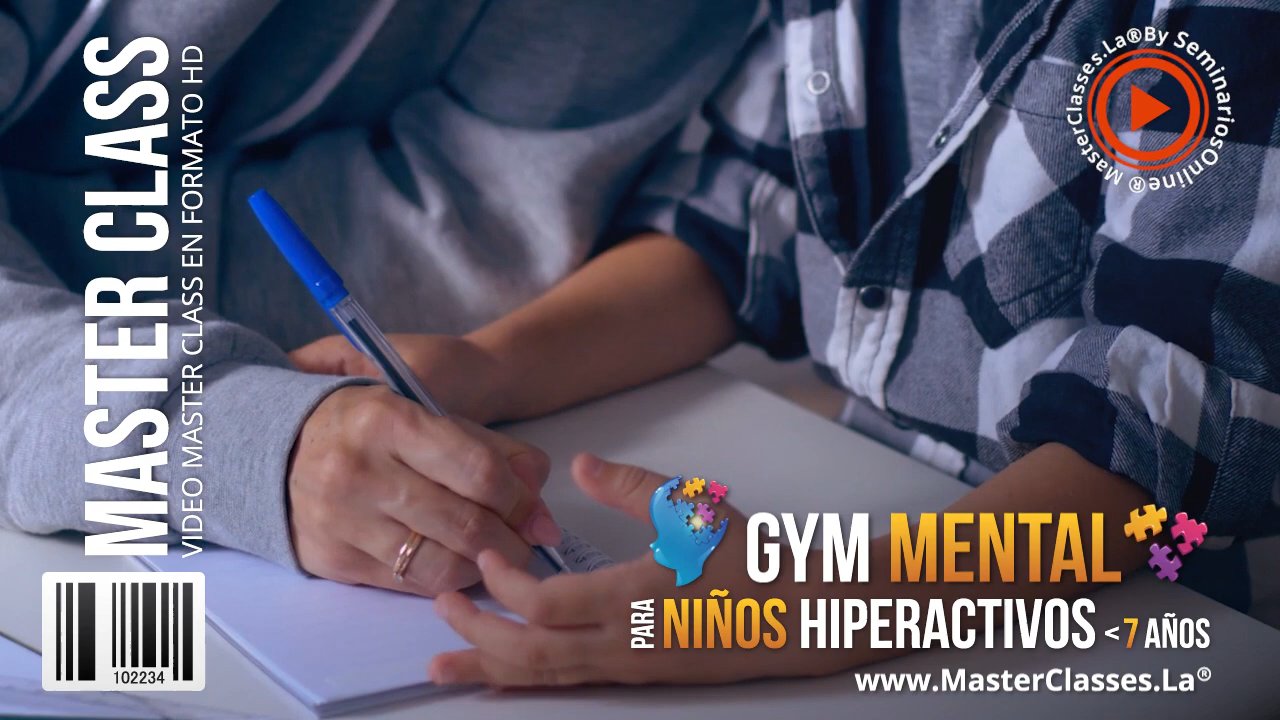 MASTER CLASS
VIDEO MASTER CLASS EN FORMATO HD
MasterClasses.La®By SeminariosOnline®
GYM MENTAL
PARA NIÑOS HIPERACTIVOS < 7 AÑOS
www.MasterClasses.La®
102234